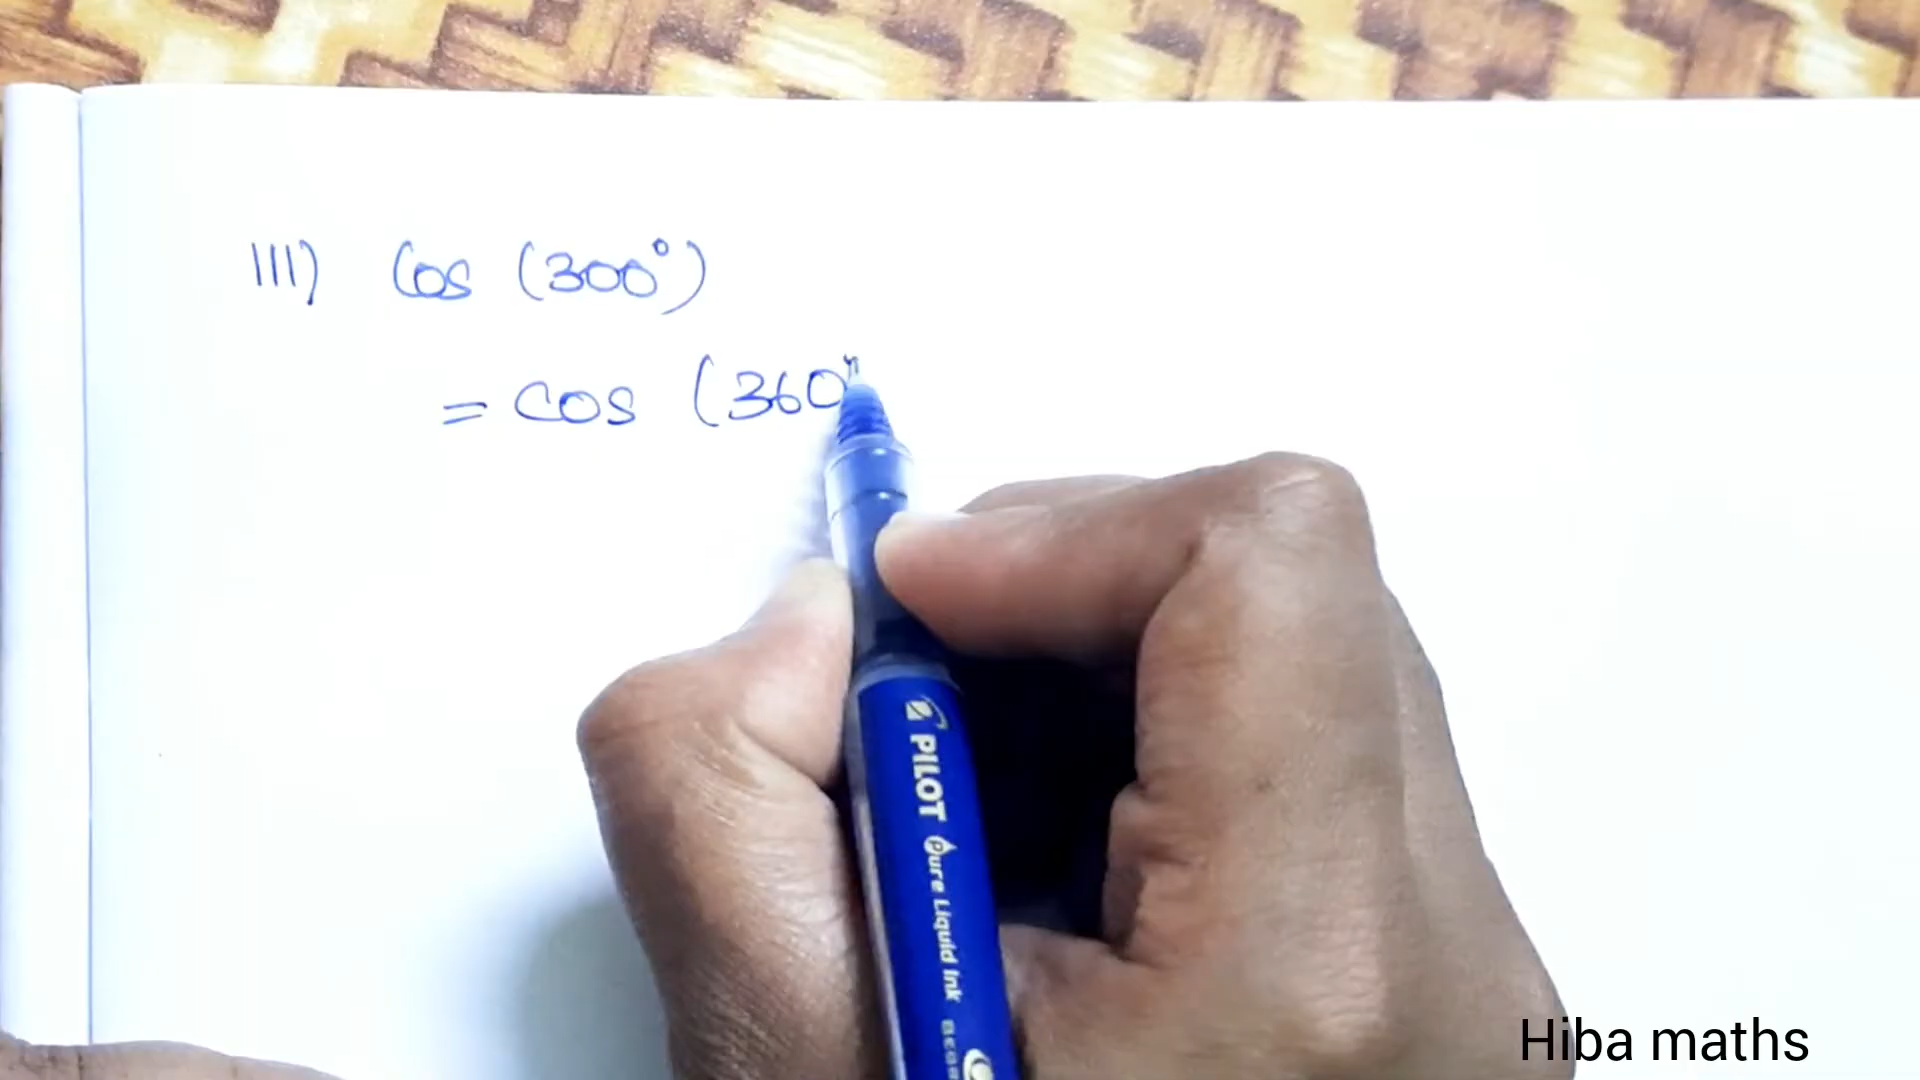 III) Cos (300°)
= cos (360°
PILOT
Pure Liquid Ink
Hiba maths